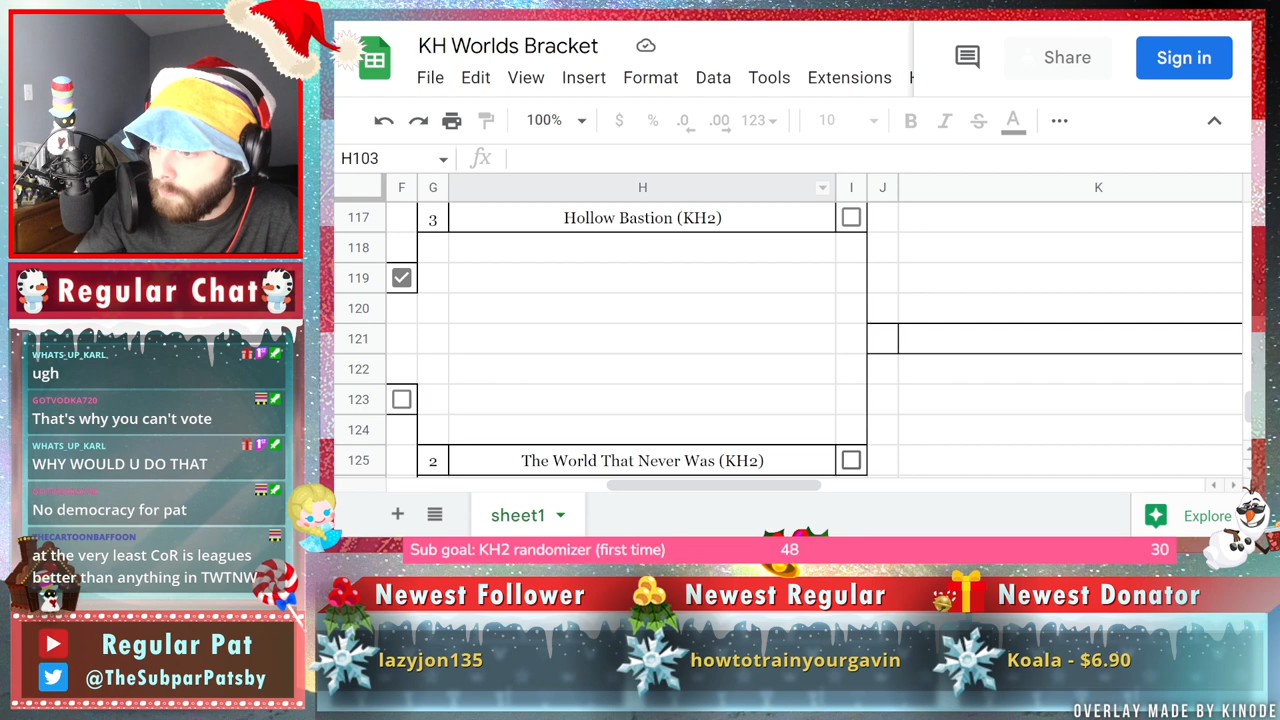 KH Worlds Bracket
File Edit View Insert Format Data Tools Extensions
Share
Sign in
100% $ % .0 .00 123 10 B I S A
H103 fx
F G H I J K
117 3 Hollow Bastion (KH2)
118
119
120
121
122
123
124
125 2 The World That Never Was (KH2)
sheet1
Explore
Regular Chat
WHATS_UP_KARL
ugh
GOTVODKA720
That's why you can't vote
WHATS_UP_KARL
WHY WOULD U DO THAT
No democracy for pat
THECARTOONBAFFOON
at the very least CoR is leagues
better than anything in TWTNW
Regular Pat
@TheSubparPatsby
Sub goal: KH2 randomizer (first time) 48 30
Newest Follower
lazyjon135
Newest Regular
howtotrainyourgavin
Newest Donator
Koala - $6.90
OVERLAY MADE BY KINODE